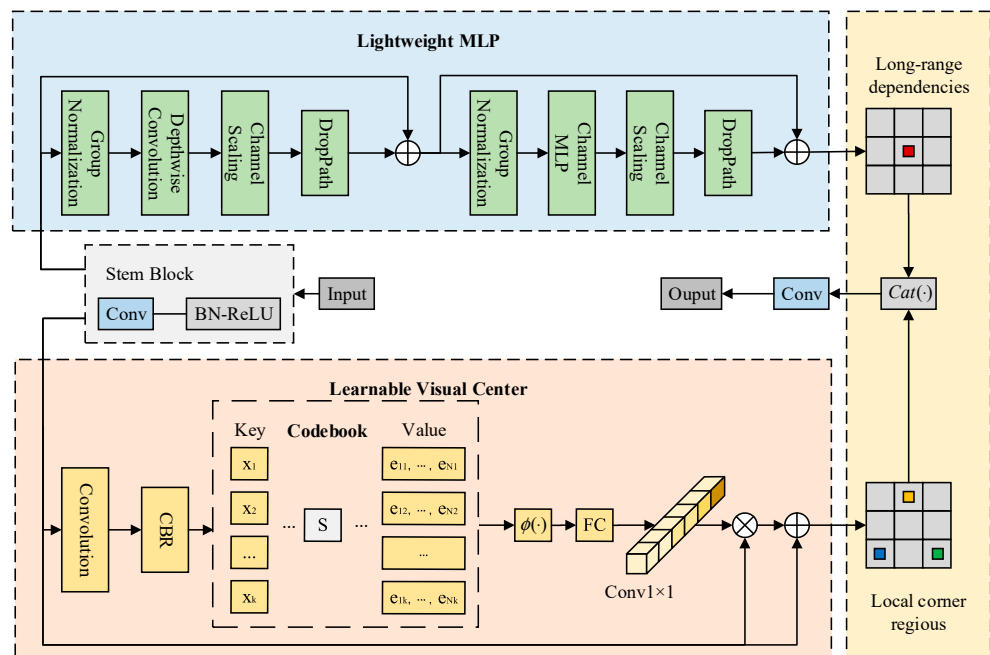 Lightweight MLP
Group
Normalization
Depthwise
Convolution
Channel
Scaling
DropPath
Group
Normalization
Channel
MLP
Channel
Scaling
DropPath
Long-range
dependencies
Stem Block
Conv
BN-ReLU
Input
Ouput
Conv
Cat(·)
Learnable Visual Center
Key
Codebook
Value
x1
e11, ··· , eN1
x2
e12, ··· , eN2
...
S
...
...
...
xk
e1k, ··· , eNk
Convolution
CBR
ϕ(·)
FC
Conv1×1
Local corner
regious